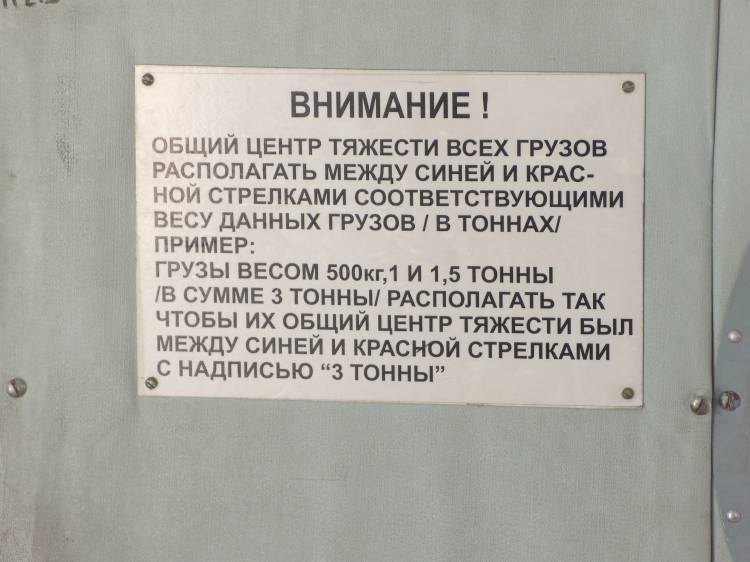 ВНИМАНИЕ !
ОБЩИЙ ЦЕНТР ТЯЖЕСТИ ВСЕХ ГРУЗОВ
РАСПОЛАГАТЬ МЕЖДУ СИНЕЙ И КРАС-
НОЙ СТРЕЛКАМИ СООТВЕТСТВУЮЩИМИ
ВЕСУ ДАННЫХ ГРУЗОВ / В ТОННАХ/
ПРИМЕР:
ГРУЗЫ ВЕСОМ 500кг,1 И 1,5 ТОННЫ
/В СУММЕ 3 ТОННЫ/ РАСПОЛАГАТЬ ТАК
ЧТОБЫ ИХ ОБЩИЙ ЦЕНТР ТЯЖЕСТИ БЫЛ
МЕЖДУ СИНЕЙ И КРАСНОЙ СТРЕЛКАМИ
С НАДПИСЬЮ “3 ТОННЫ”